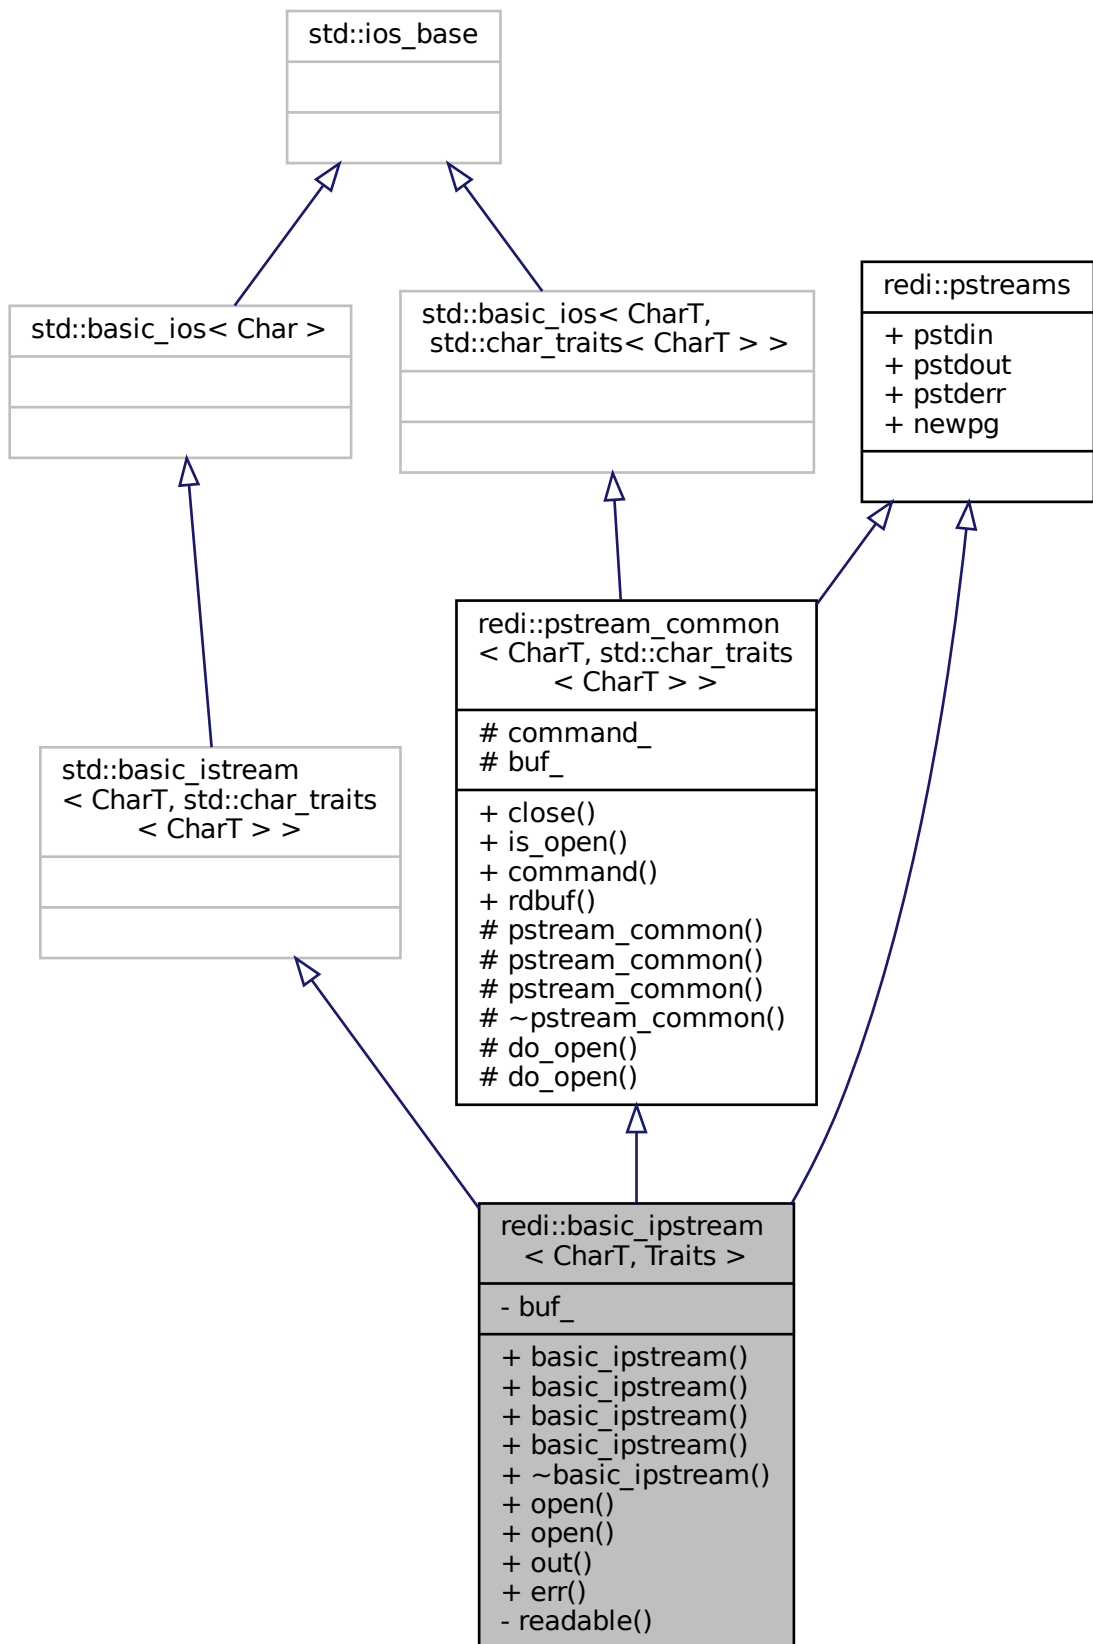 std::ios_base
redi::pstreams
+ pstdin
+ pstdout
+ pstderr
+ newpg
std::basic_ios< Char >
std::basic_ios< CharT,
std::char_traits< CharT > >
redi::pstream_common
< CharT, std::char_traits
< CharT > >
# command_
# buf_
+ close()
+ is_open()
+ command()
+ rdbuf()
# pstream_common()
# pstream_common()
# pstream_common()
# ~pstream_common()
# do_open()
# do_open()
std::basic_istream
< CharT, std::char_traits
< CharT > >
redi::basic_ipstream
< CharT, Traits >
- buf_
+ basic_ipstream()
+ basic_ipstream()
+ basic_ipstream()
+ basic_ipstream()
+ ~basic_ipstream()
+ open()
+ open()
+ out()
+ err()
- readable()